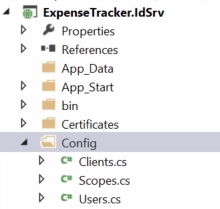 ExpenseTracker.IdSrv
Properties
References
App_Data
App_Start
bin
Certificates
Config
C# Clients.cs
C# Scopes.cs
C# Users.cs